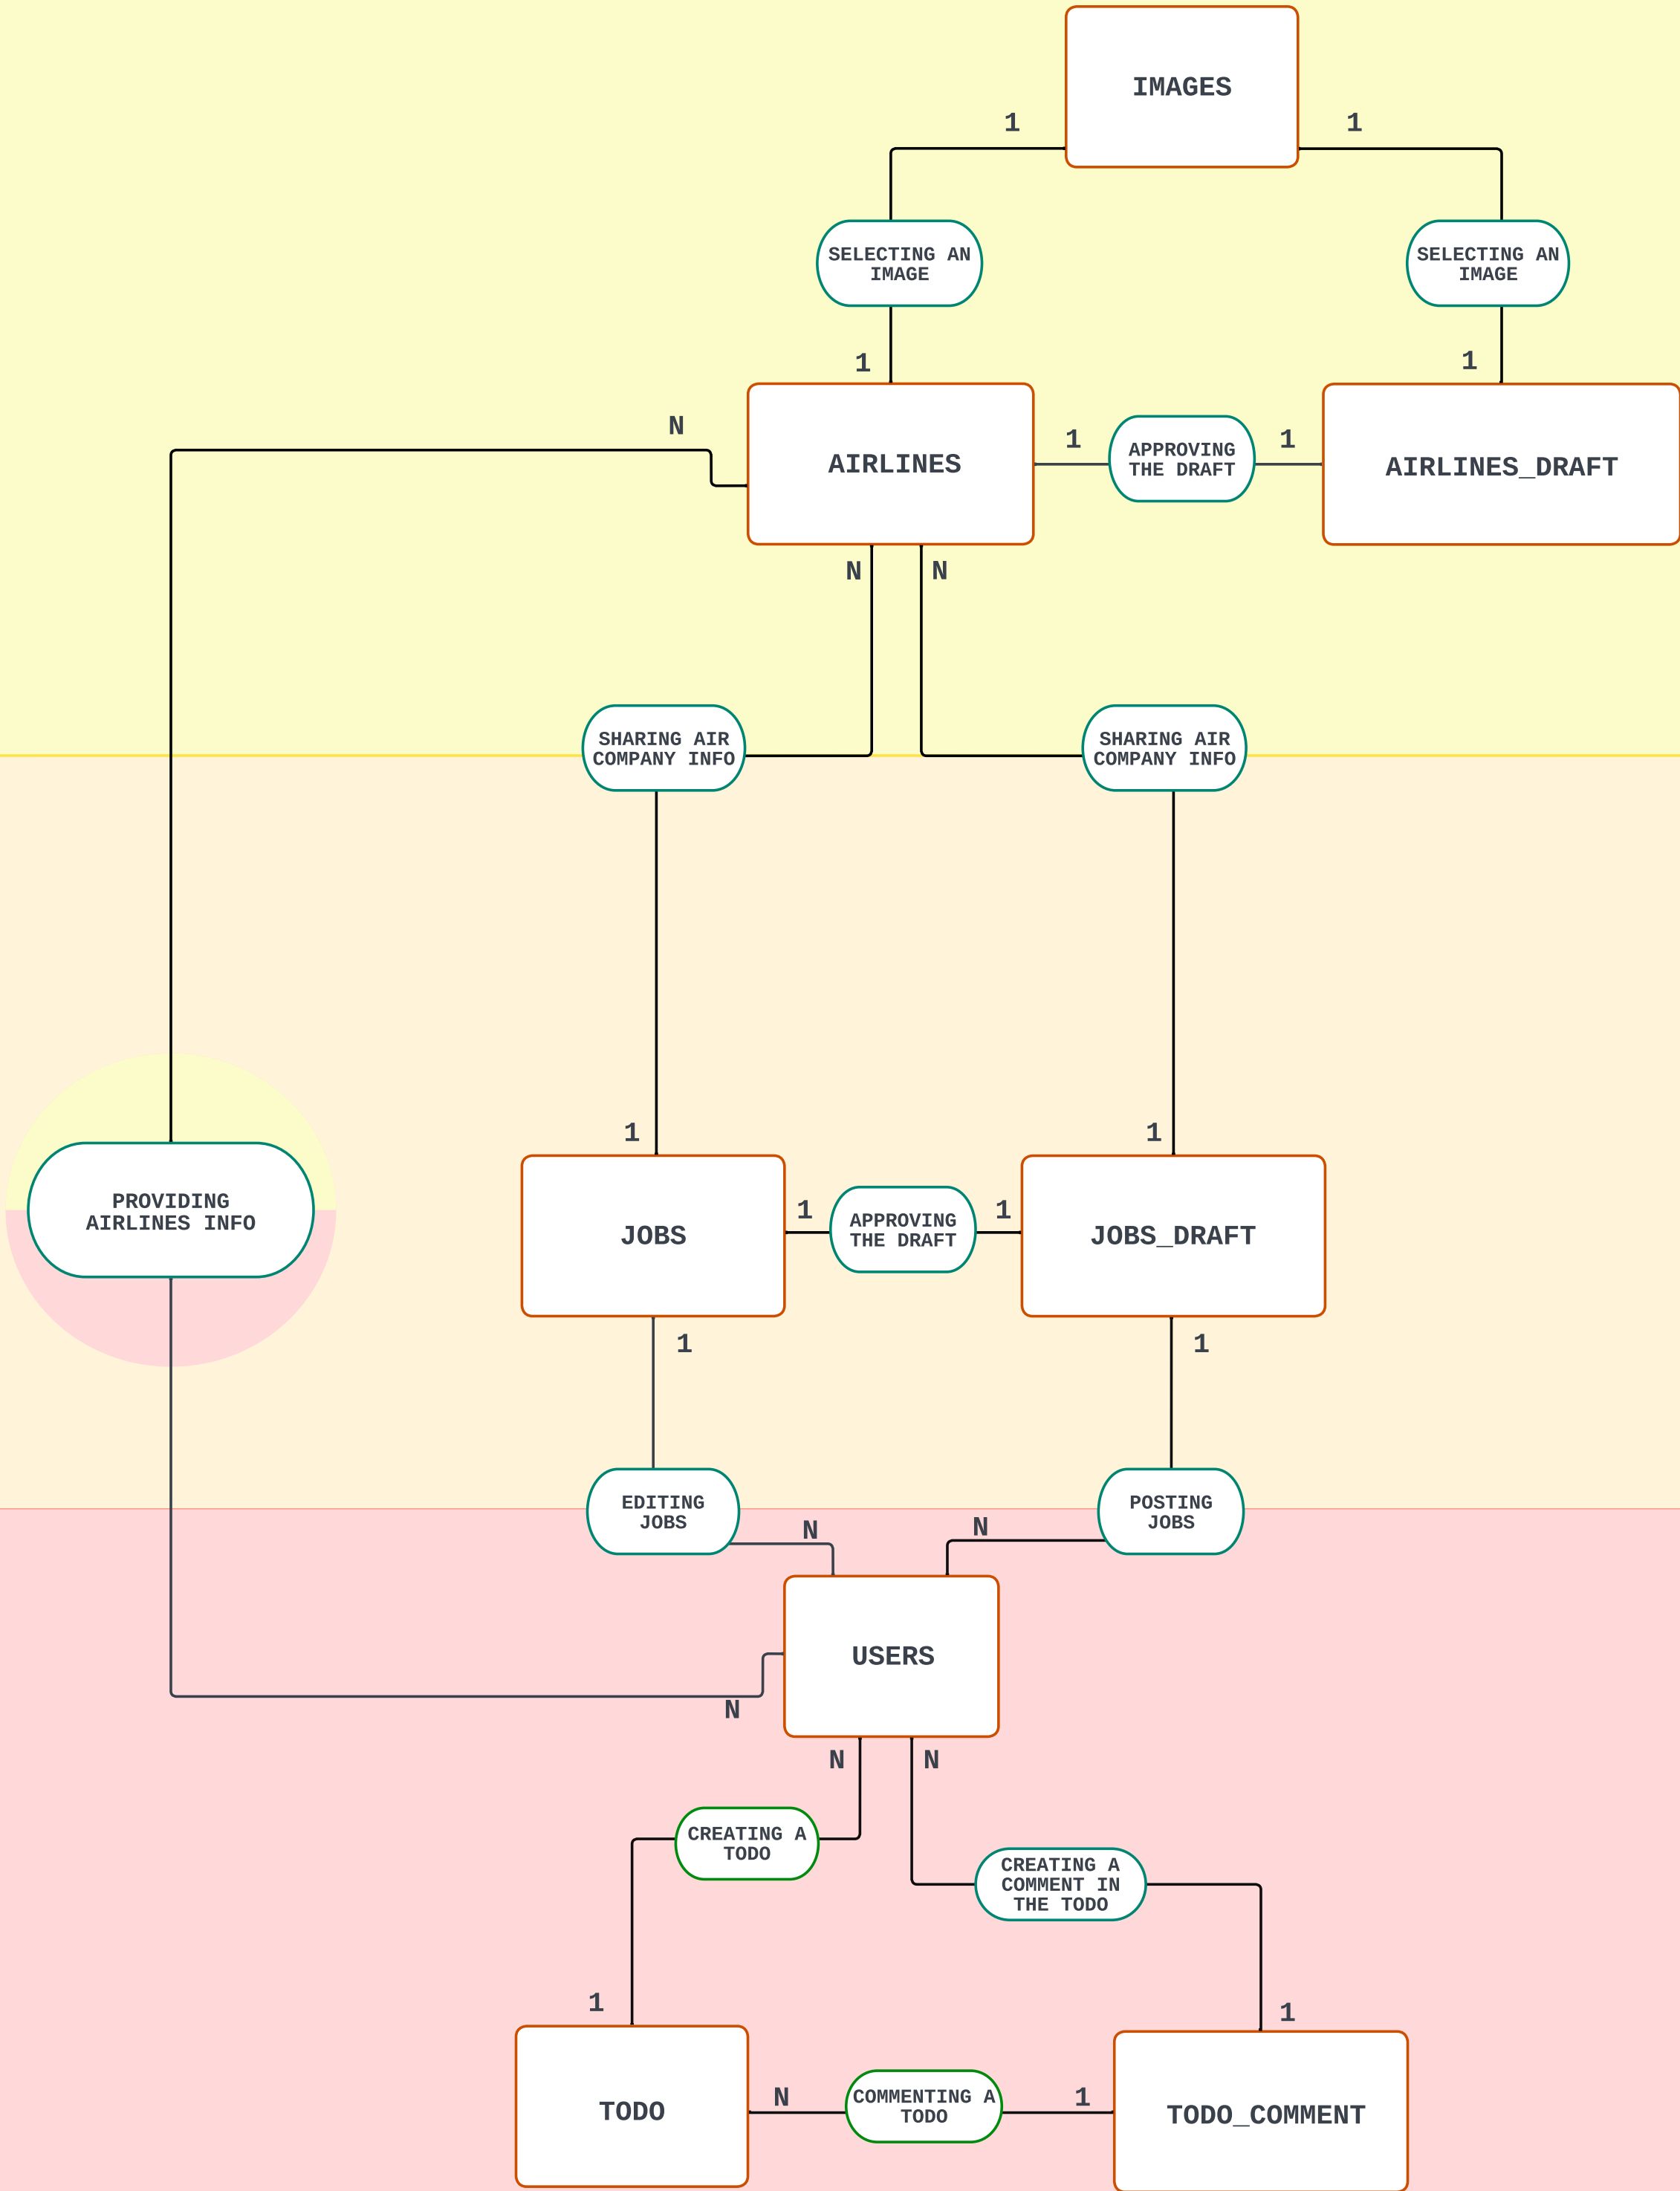 IMAGES
1
1
SELECTING AN
IMAGE
SELECTING AN
IMAGE
1
1
N
AIRLINES
1
APPROVING
THE DRAFT
1
AIRLINES_DRAFT
N
N
SHARING AIR
COMPANY INFO
SHARING AIR
COMPANY INFO
1
1
PROVIDING
AIRLINES INFO
JOBS
1
APPROVING
THE DRAFT
1
JOBS_DRAFT
1
1
EDITING
JOBS
POSTING
JOBS
N
N
USERS
N
N
N
CREATING A
TODO
CREATING A
COMMENT IN
THE TODO
1
1
TODO
N
COMMENTING A
TODO
1
TODO_COMMENT